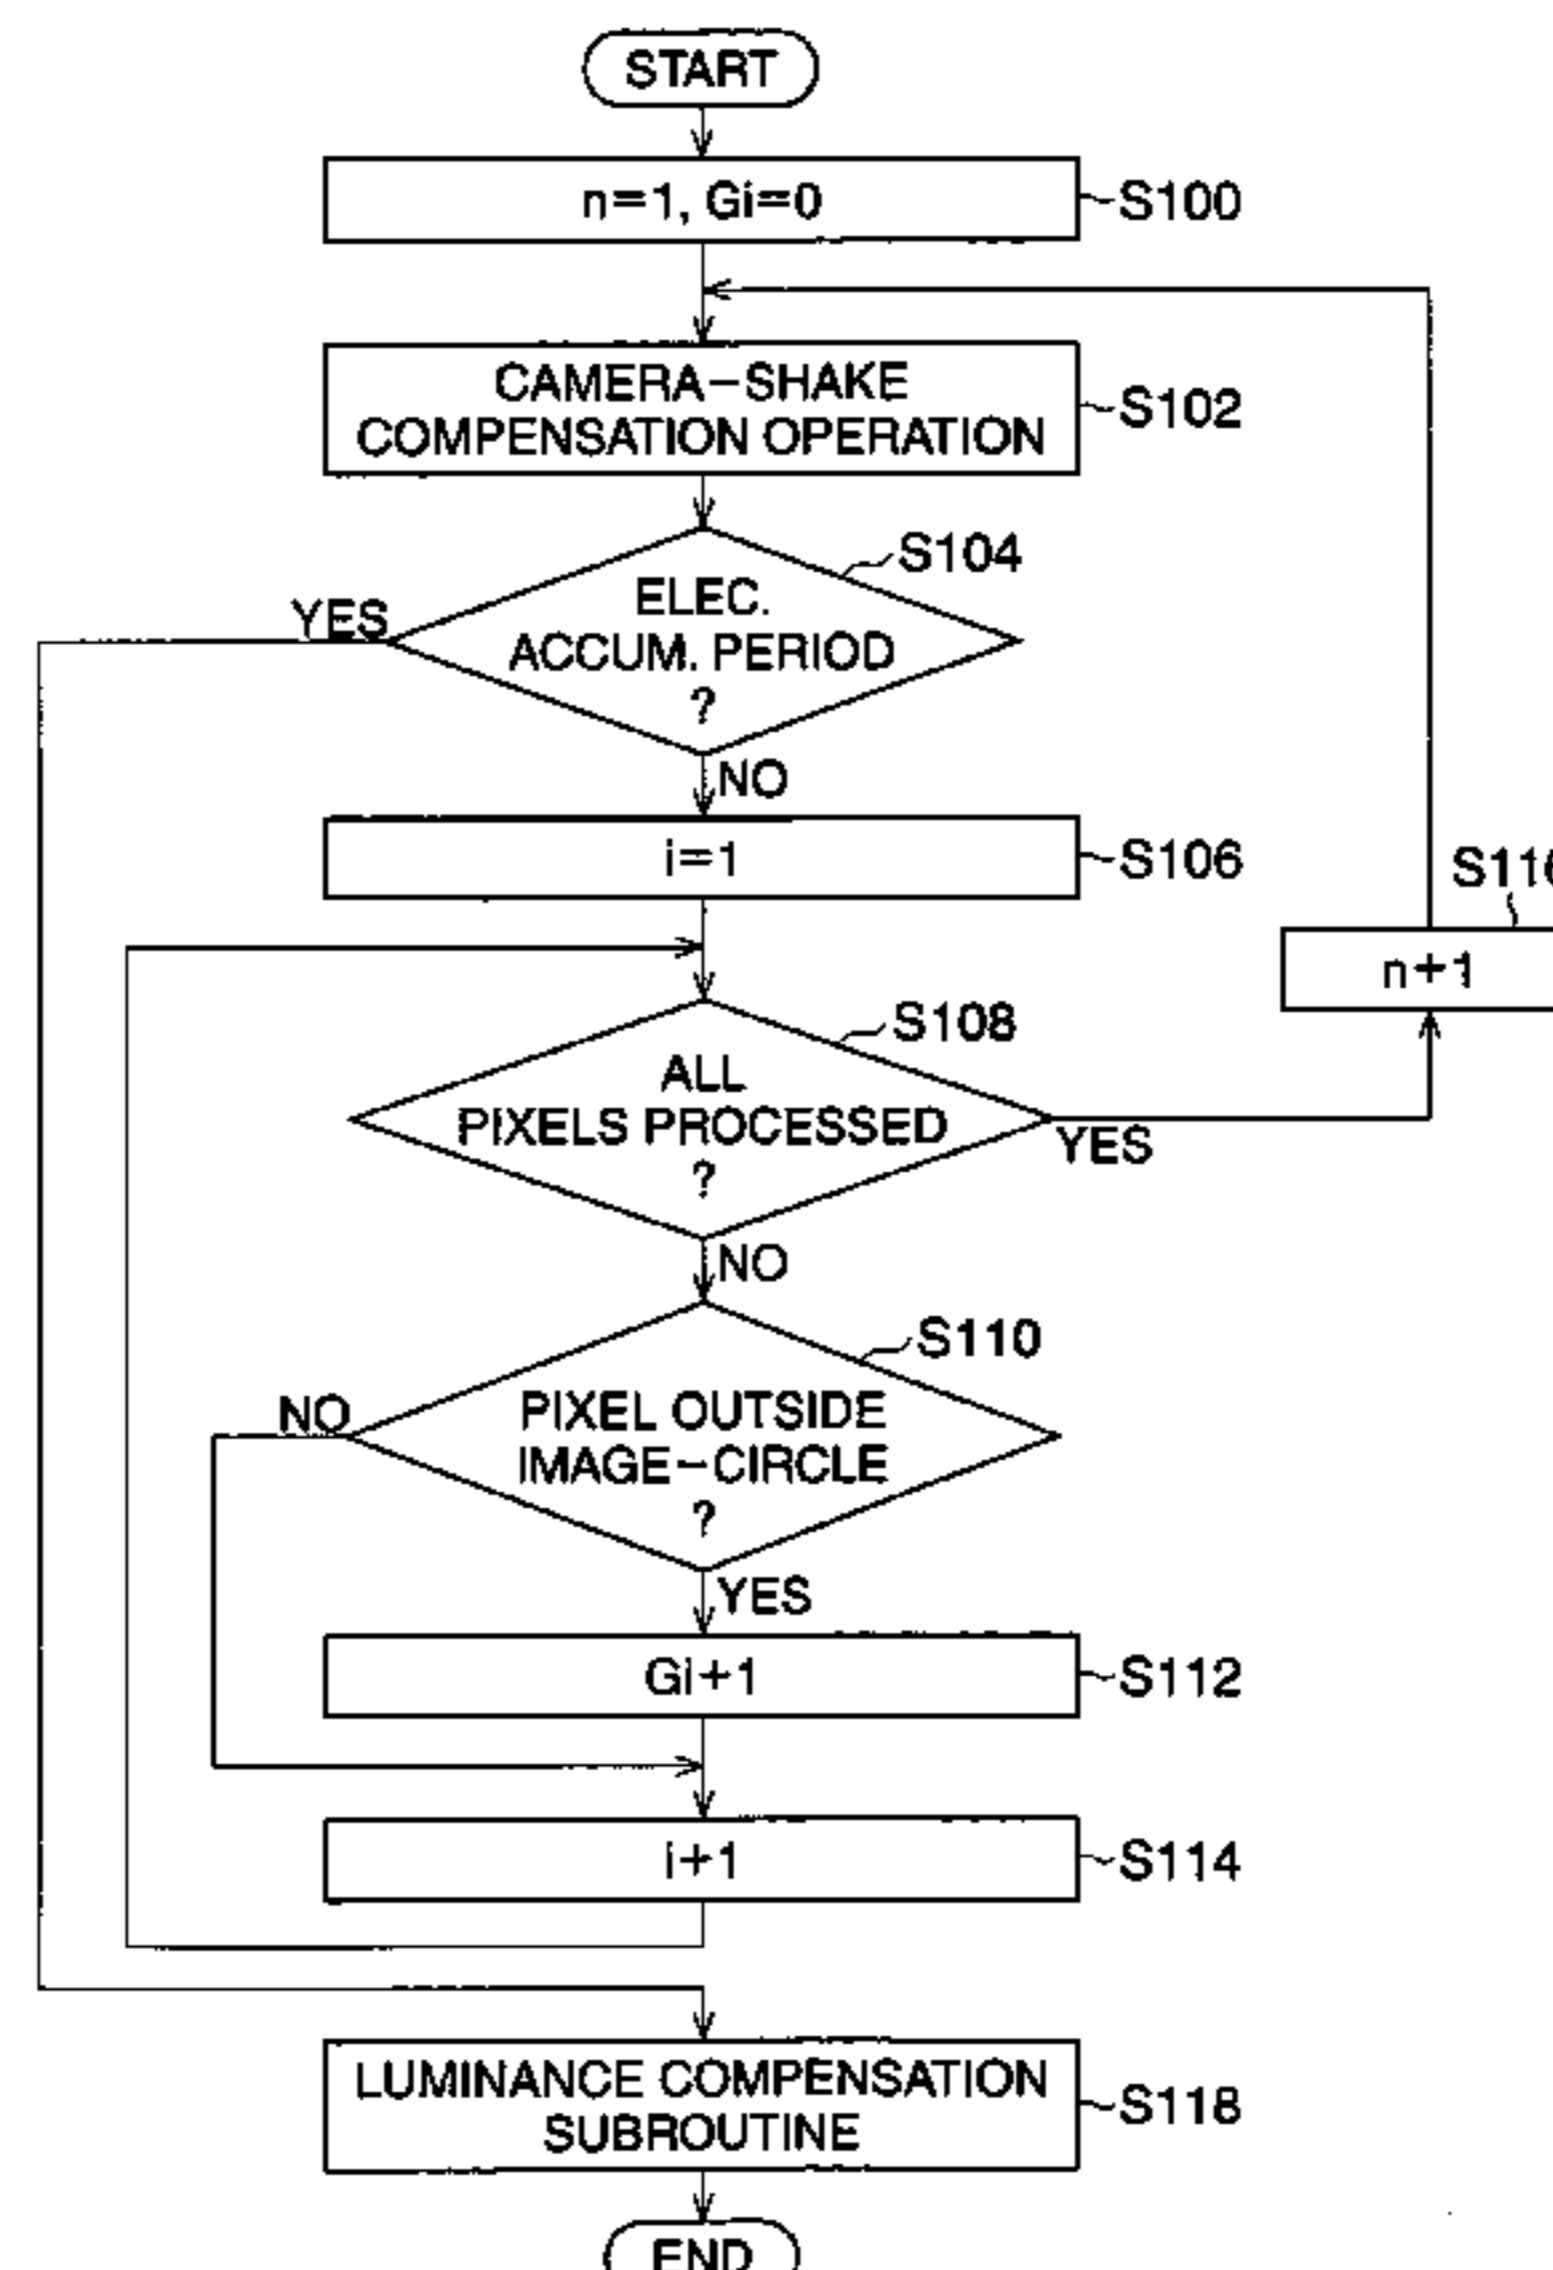 START
n=1, Gi=0
S100
CAMERA-SHAKE
COMPENSATION OPERATION
S102
S104
ELEC.
ACCUM. PERIOD
?
YES
NO
i=1
S106
n+1
S108
ALL
PIXELS PROCESSED
?
YES
NO
S110
PIXEL OUTSIDE
IMAGE-CIRCLE
?
NO
YES
Gi+1
S112
i+1
S114
LUMINANCE COMPENSATION
SUBROUTINE
S118
END